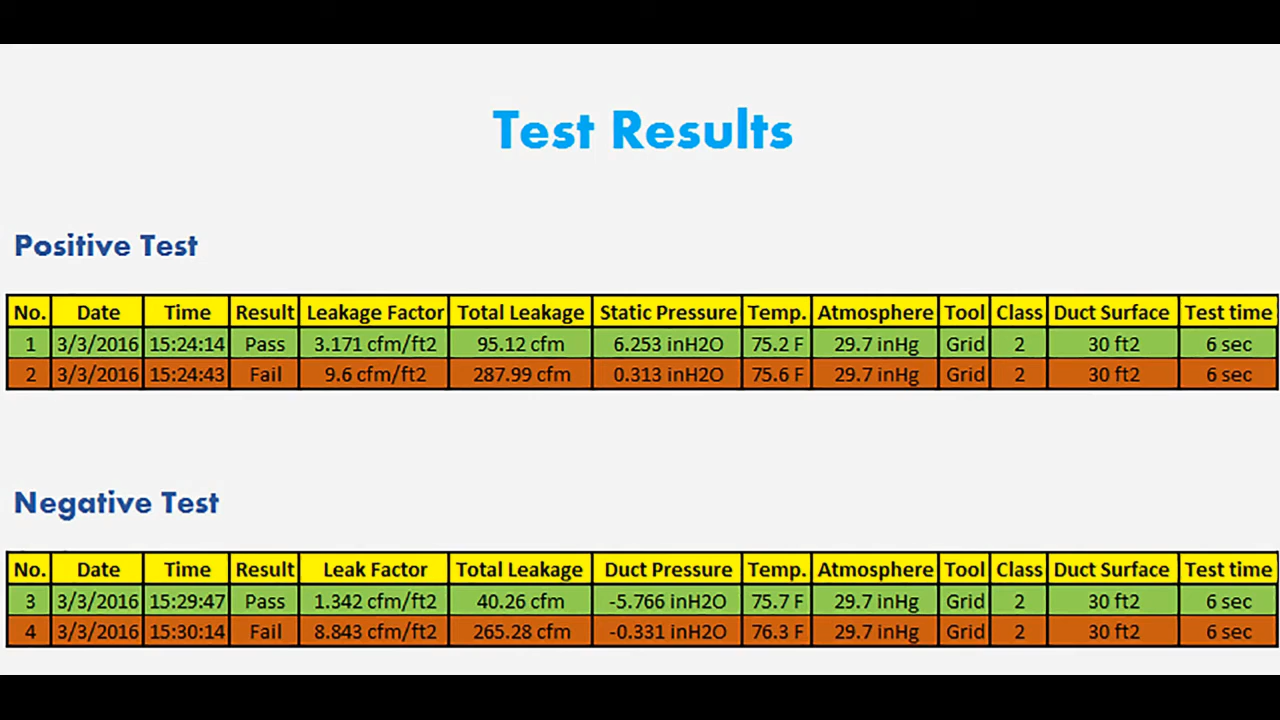 Test Results
Positive Test
No. Date Time Result Leakage Factor Total Leakage Static Pressure Temp. Atmosphere Tool Class Duct Surface Test time
1 3/3/2016 15:24:14 Pass 3.171 cfm/ft2 95.12 cfm 6.253 inH2O 75.2 F 29.7 inHg Grid 2 30 ft2 6 sec
2 3/3/2016 15:24:43 Fail 9.6 cfm/ft2 287.99 cfm 0.313 inH2O 75.6 F 29.7 inHg Grid 2 30 ft2 6 sec
Negative Test
No. Date Time Result Leak Factor Total Leakage Duct Pressure Temp. Atmosphere Tool Class Duct Surface Test time
3 3/3/2016 15:29:47 Pass 1.342 cfm/ft2 40.26 cfm -5.766 inH2O 75.7 F 29.7 inHg Grid 2 30 ft2 6 sec
4 3/3/2016 15:30:14 Fail 8.843 cfm/ft2 265.28 cfm -0.331 inH2O 76.3 F 29.7 inHg Grid 2 30 ft2 6 sec